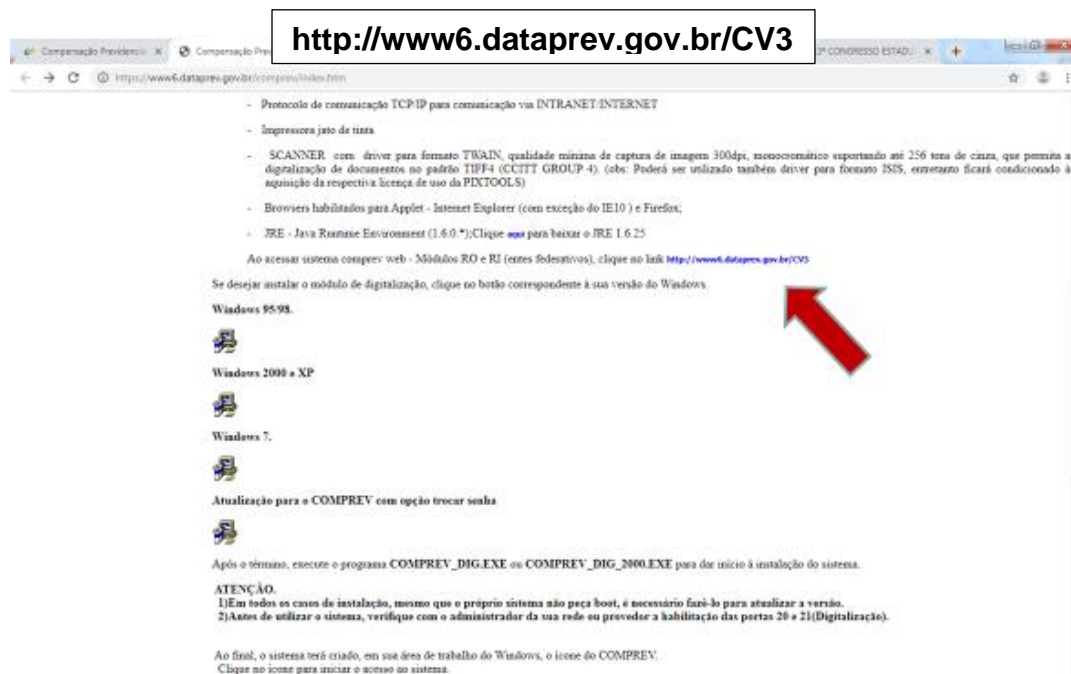 http://www6.dataprev.gov.br/CV3
Compensação Previdenciá
Compensação Prev
3º CONGRESSO ESTADU
https://www6.dataprev.gov.br/comprev/index.htm
- Protocolo de comunicação TCP/IP para comunicação via INTRANET/INTERNET
- Impressora jato de tinta
- SCANNER com driver para formato TWAIN, qualidade mínima de captura de imagem 300dpi, monocromático suportando até 256 tons de cinza, que permita a
digitalização de documentos no padrão TIFF4 (CCITT GROUP 4). (obs: Poderá ser utilizado também driver para formato ISIS, entretanto ficará condicionado à
aquisição da respectiva licença de uso da PIXTOOLS)
- Browsers habilitados para Applet - Internet Explorer (com exceção do IE10 ) e Firefox;
- JRE - Java Runtime Environment (1.6.0.*);Clique aqui para baixar o JRE 1.6.25
Ao acessar sistema comprev web - Módulos RO e RI (entes federativos), clique no link http://www6.dataprev.gov.br/CV3
Se desejar instalar o módulo de digitalização, clique no botão correspondente à sua versão do Windows.
Windows 95/98.
Windows 2000 e XP
Windows 7.
Atualização para o COMPREV com opção trocar senha
Após o término, execute o programa COMPREV_DIG.EXE ou COMPREV_DIG_2000.EXE para dar início à instalação do sistema.
ATENÇÃO.
1)Em todos os casos de instalação, mesmo que o próprio sistema não peça boot, é necessário fazê-lo para atualizar a versão.
2)Antes de utilizar o sistema, verifique com o administrador da sua rede ou provedor a habilitação das portas 20 e 21(Digitalização).
Ao final, o sistema terá criado, em sua área de trabalho do Windows, o ícone do COMPREV.
Clique no ícone para iniciar o acesso ao sistema.